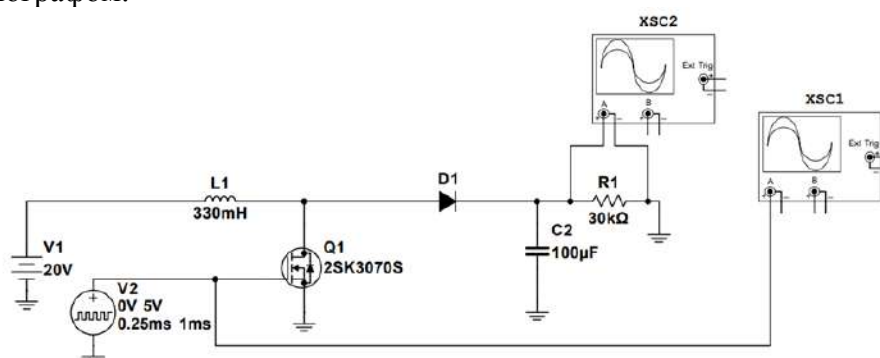 XSC2
Ext Trig
A
B
XSC1
Ext Trig
A
B
L1
330mH
D1
R1
30kΩ
V1
20V
Q1
2SK3070S
C2
100µF
V2
0V 5V
0.25ms 1ms